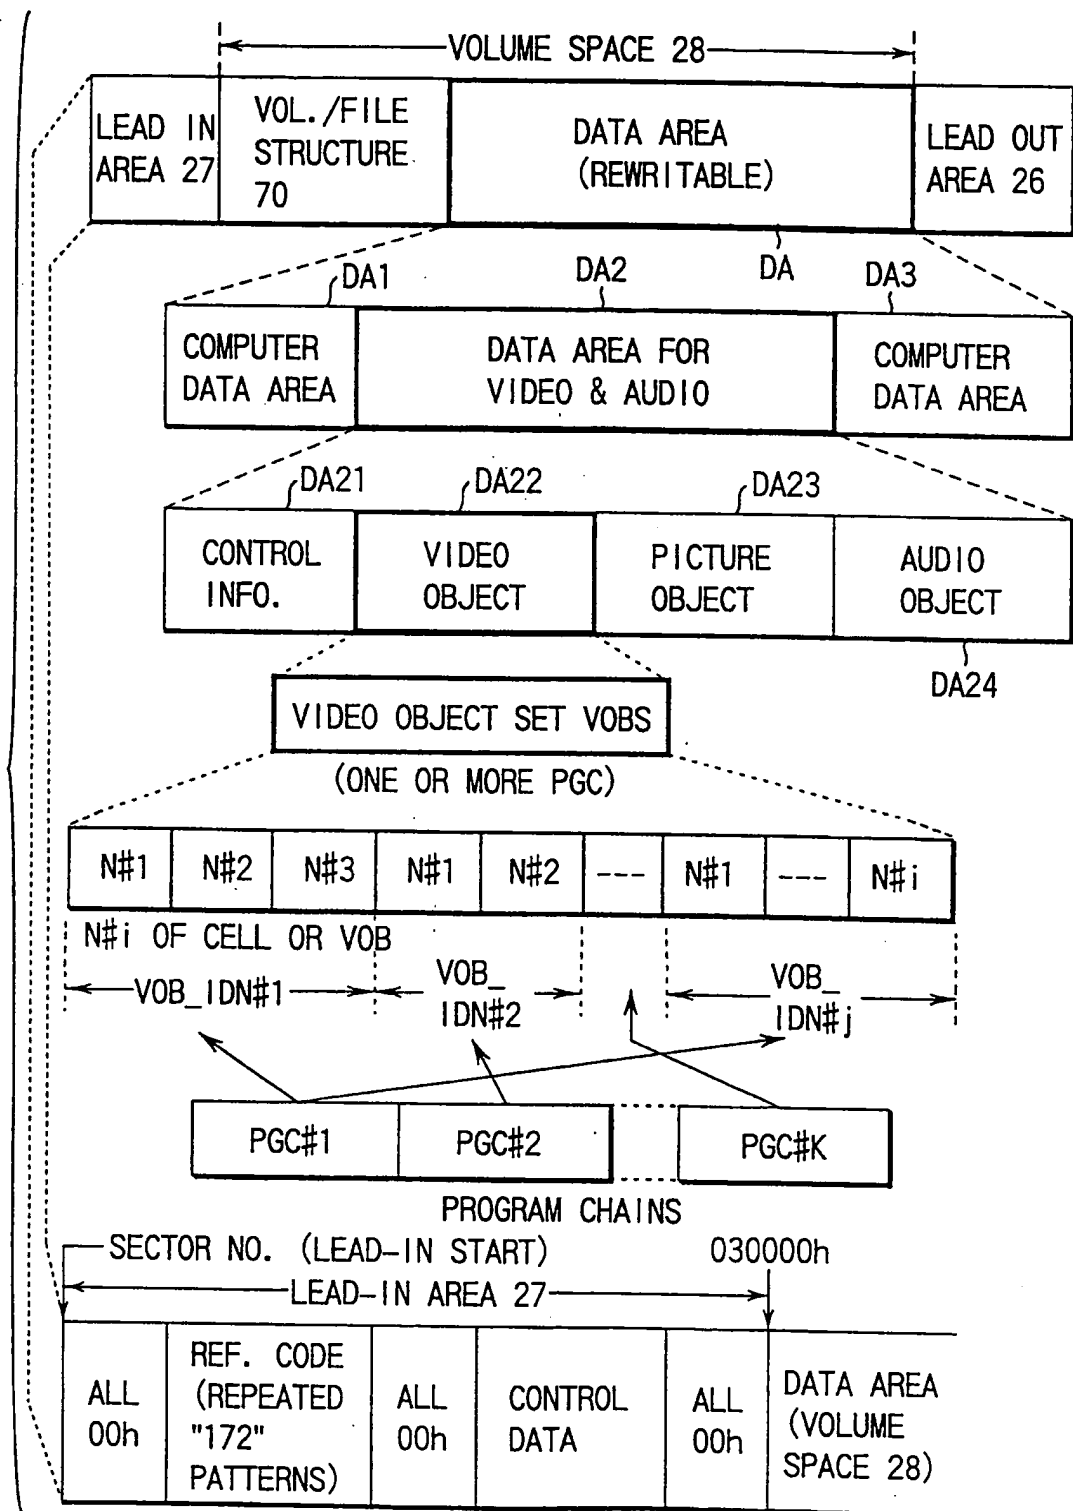 VOLUME SPACE 28
LEAD IN
AREA 27
VOL./FILE
STRUCTURE
70
DATA AREA
(REWRITABLE)
LEAD OUT
AREA 26
DA1
DA2
DA
DA3
COMPUTER
DATA AREA
DATA AREA FOR
VIDEO & AUDIO
COMPUTER
DATA AREA
DA21
DA22
DA23
CONTROL
INFO.
VIDEO
OBJECT
PICTURE
OBJECT
AUDIO
OBJECT
DA24
VIDEO OBJECT SET VOBS
(ONE OR MORE PGC)
N#1
N#2
N#3
N#1
N#2
---
N#1
---
N#i
N#i OF CELL OR VOB
VOB_IDN#1
VOB_
IDN#2
VOB_
IDN#j
PGC#1
PGC#2
PGC#K
PROGRAM CHAINS
SECTOR NO. (LEAD-IN START)
030000h
LEAD-IN AREA 27
ALL
00h
REF. CODE
(REPEATED
"172"
PATTERNS)
ALL
00h
CONTROL
DATA
ALL
00h
DATA AREA
(VOLUME
SPACE 28)